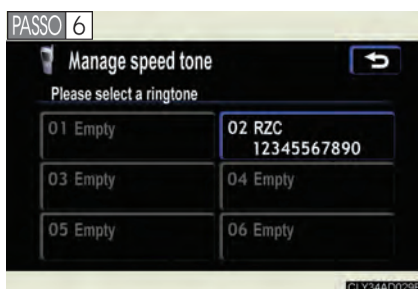 PASSO 6
Manage speed tone
Please select a ringtone
01 Empty
02 RZC
12345567890
03 Empty
04 Empty
05 Empty
06 Empty
CLY34AD029B